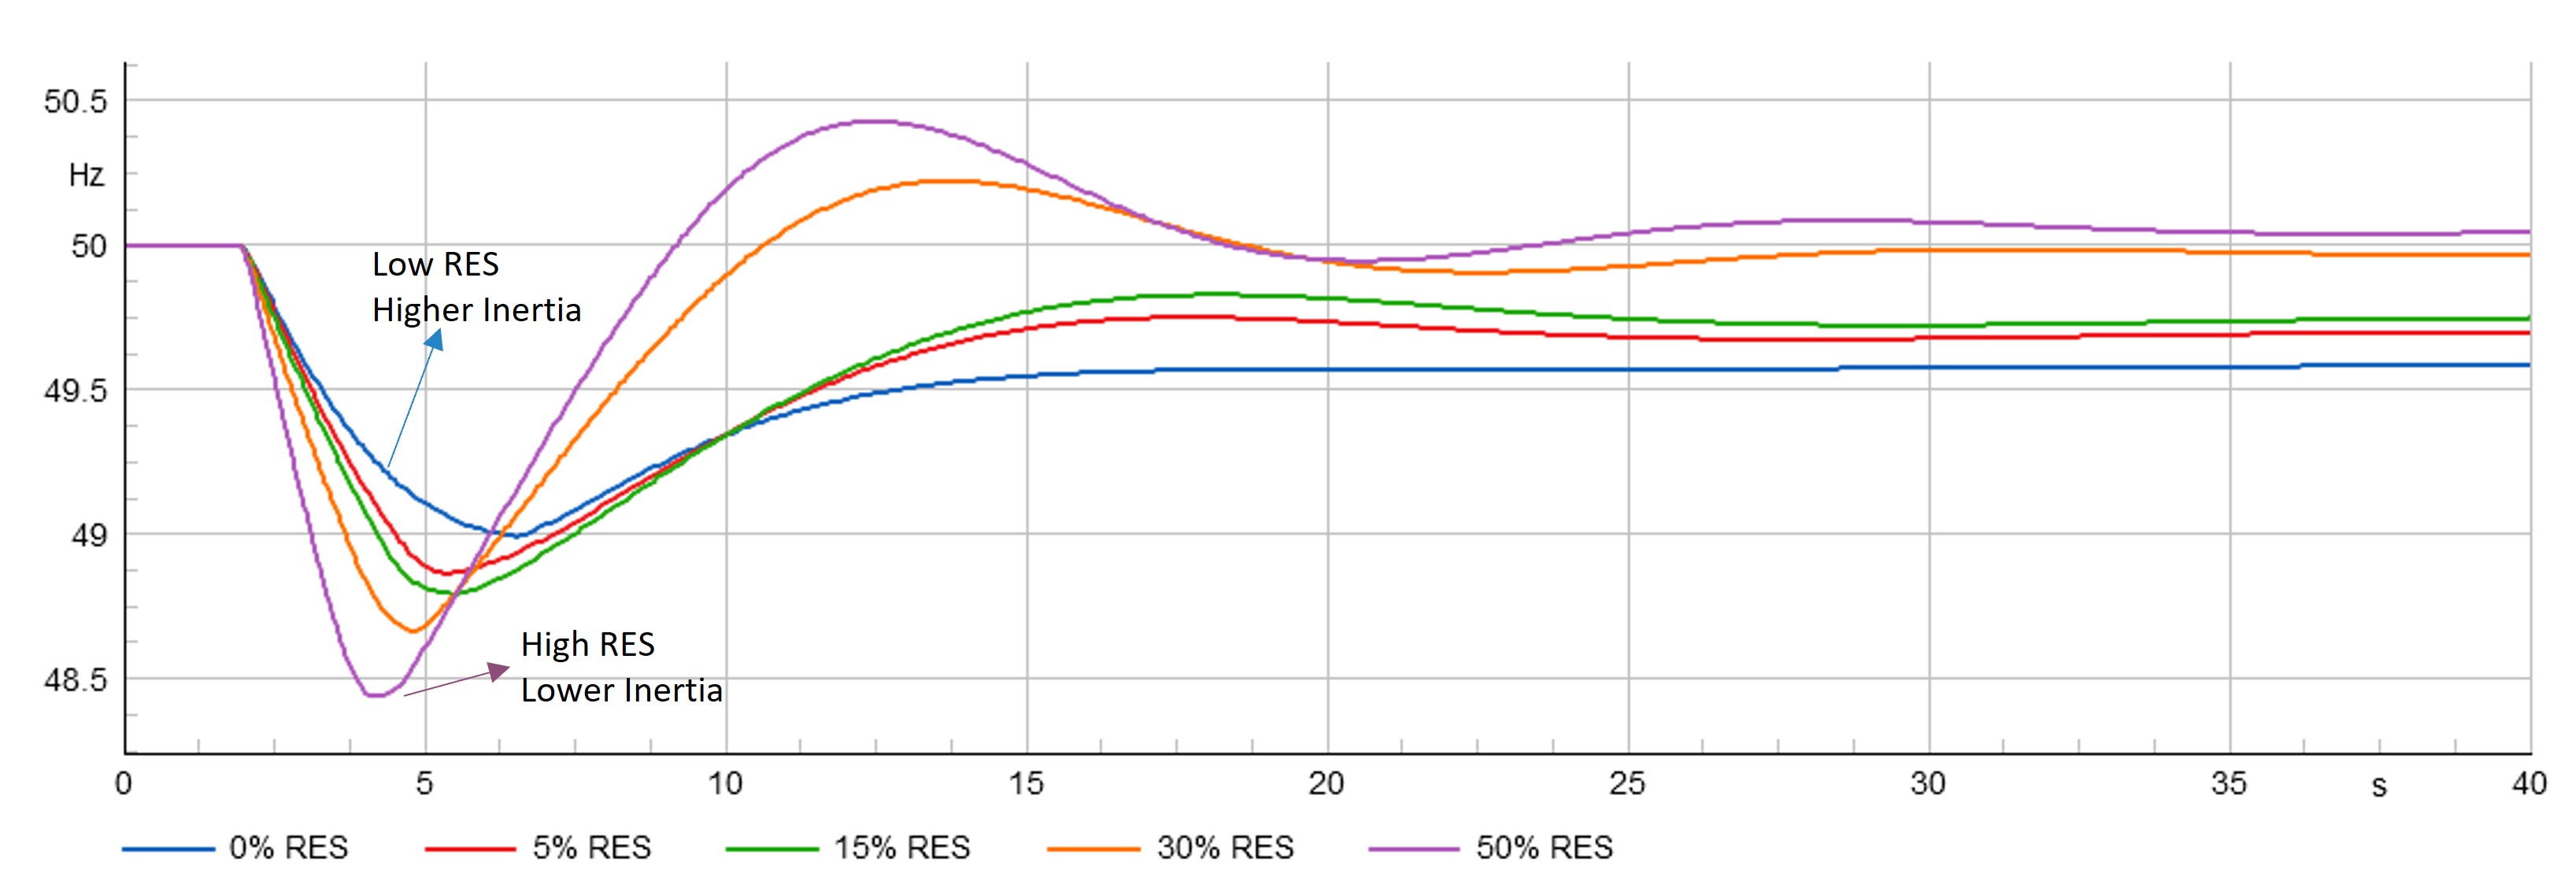 50.5
Hz
50
Low RES
Higher Inertia
49.5
49
High RES
48.5
Lower Inertia
0 5 10 15 20 25 30 35 s 40
0% RES 5% RES 15% RES 30% RES 50% RES